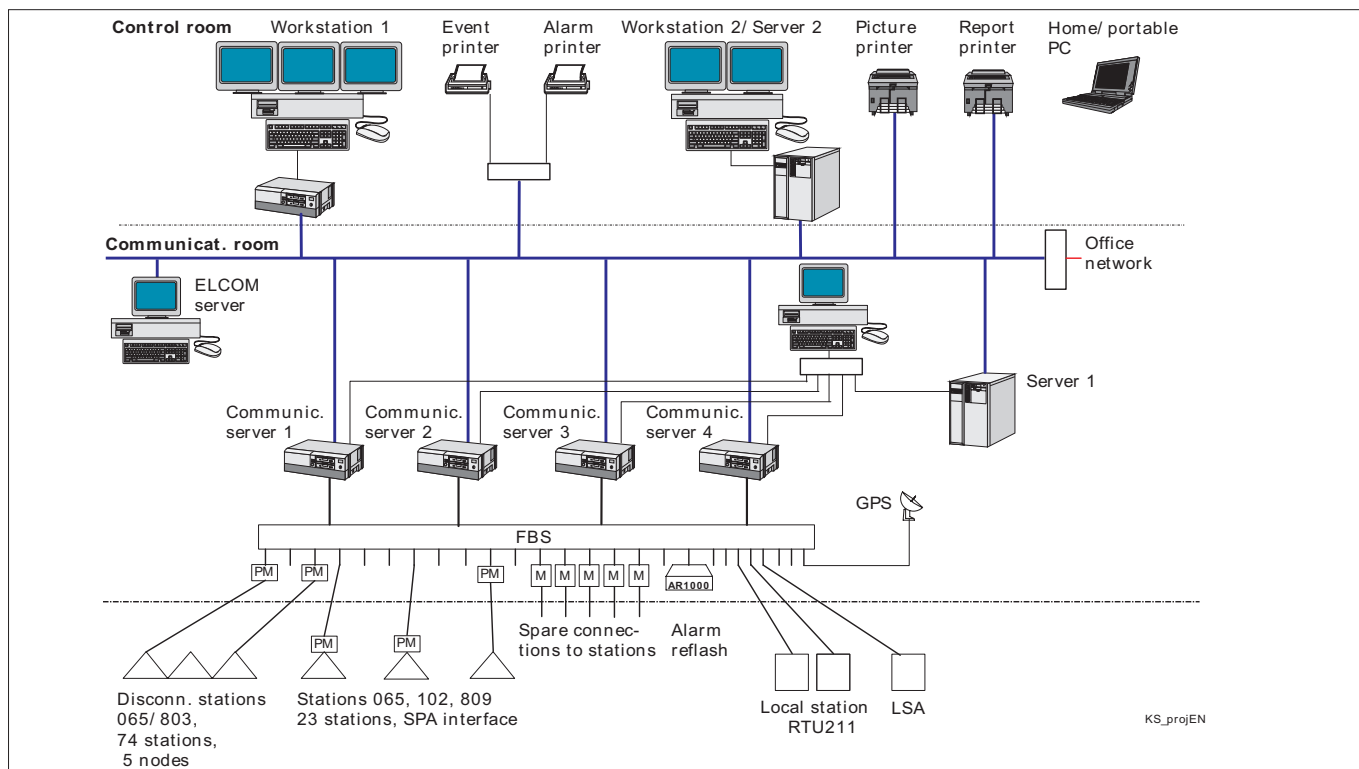 Control room
Workstation 1
Event
printer
Alarm
printer
Workstation 2/ Server 2
Picture
printer
Report
printer
Home/ portable
PC
Communicat. room
Office
network
ELCOM
server
Server 1
Communic.
server 1
Communic.
server 2
Communic.
server 3
Communic.
server 4
GPS
FBS
PM
PM
PM
M
M
M
M
M
AR1000
PM
PM
Spare connec-
tions to stations
Alarm
reflash
Disconn. stations
065/ 803,
74 stations,
5 nodes
Stations 065, 102, 809
23 stations, SPA interface
Local station
RTU211
LSA
KS_projEN